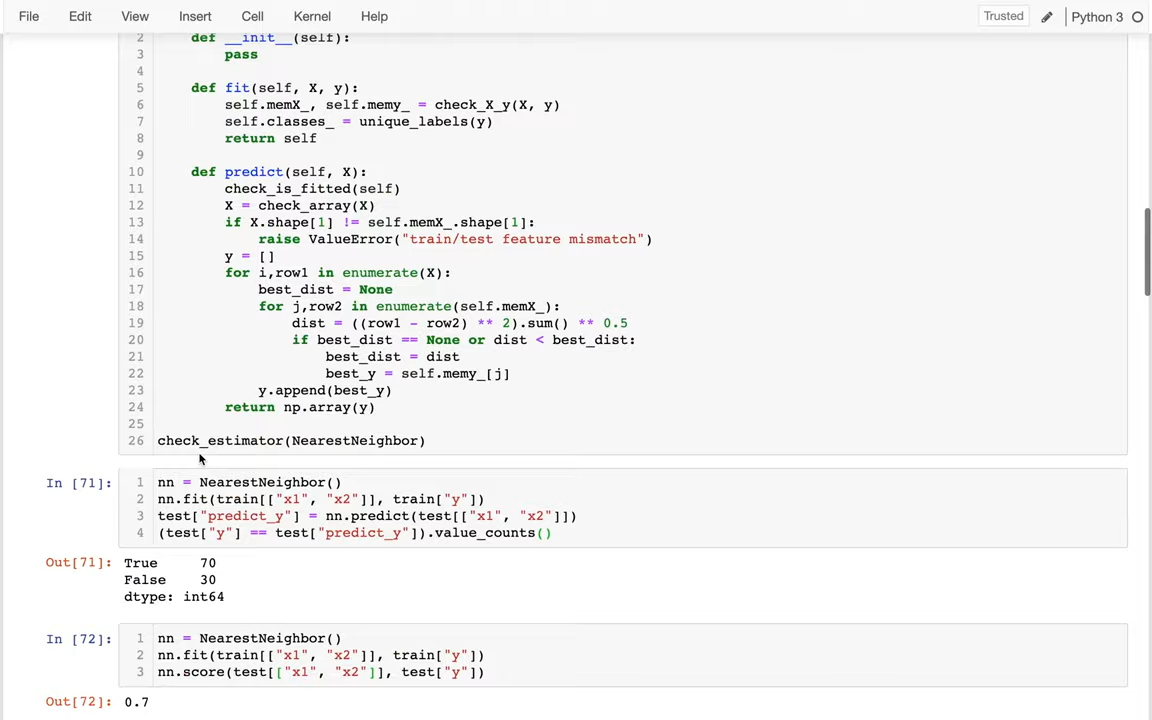 File Edit View Insert Cell Kernel Help Trusted Python 3
2     def __init__(self):
3         pass
4
5     def fit(self, X, y):
6         self.memX_, self.memy_ = check_X_y(X, y)
7         self.classes_ = unique_labels(y)
8         return self
9
10     def predict(self, X):
11         check_is_fitted(self)
12         X = check_array(X)
13         if X.shape[1] != self.memX_.shape[1]:
14             raise ValueError("train/test feature mismatch")
15         y = []
16         for i,row1 in enumerate(X):
17             best_dist = None
18             for j,row2 in enumerate(self.memX_):
19                 dist = ((row1 - row2) ** 2).sum() ** 0.5
20                 if best_dist == None or dist < best_dist:
21                     best_dist = dist
22                     best_y = self.memy_[j]
23             y.append(best_y)
24         return np.array(y)
25
26 check_estimator(NearestNeighbor)
In [71]: 1 nn = NearestNeighbor()
2 nn.fit(train[["x1", "x2"]], train["y"])
3 test["predict_y"] = nn.predict(test[["x1", "x2"]])
4 (test["y"] == test["predict_y"]).value_counts()
Out[71]: True     70
False    30
dtype: int64
In [72]: 1 nn = NearestNeighbor()
2 nn.fit(train[["x1", "x2"]], train["y"])
3 nn.score(test[["x1", "x2"]], test["y"])
Out[72]: 0.7